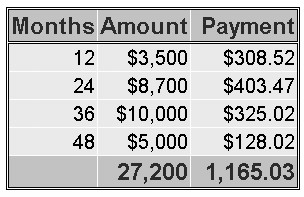 Months Amount Payment
12 $3,500 $308.52
24 $8,700 $403.47
36 $10,000 $325.02
48 $5,000 $128.02
27,200 1,165.03